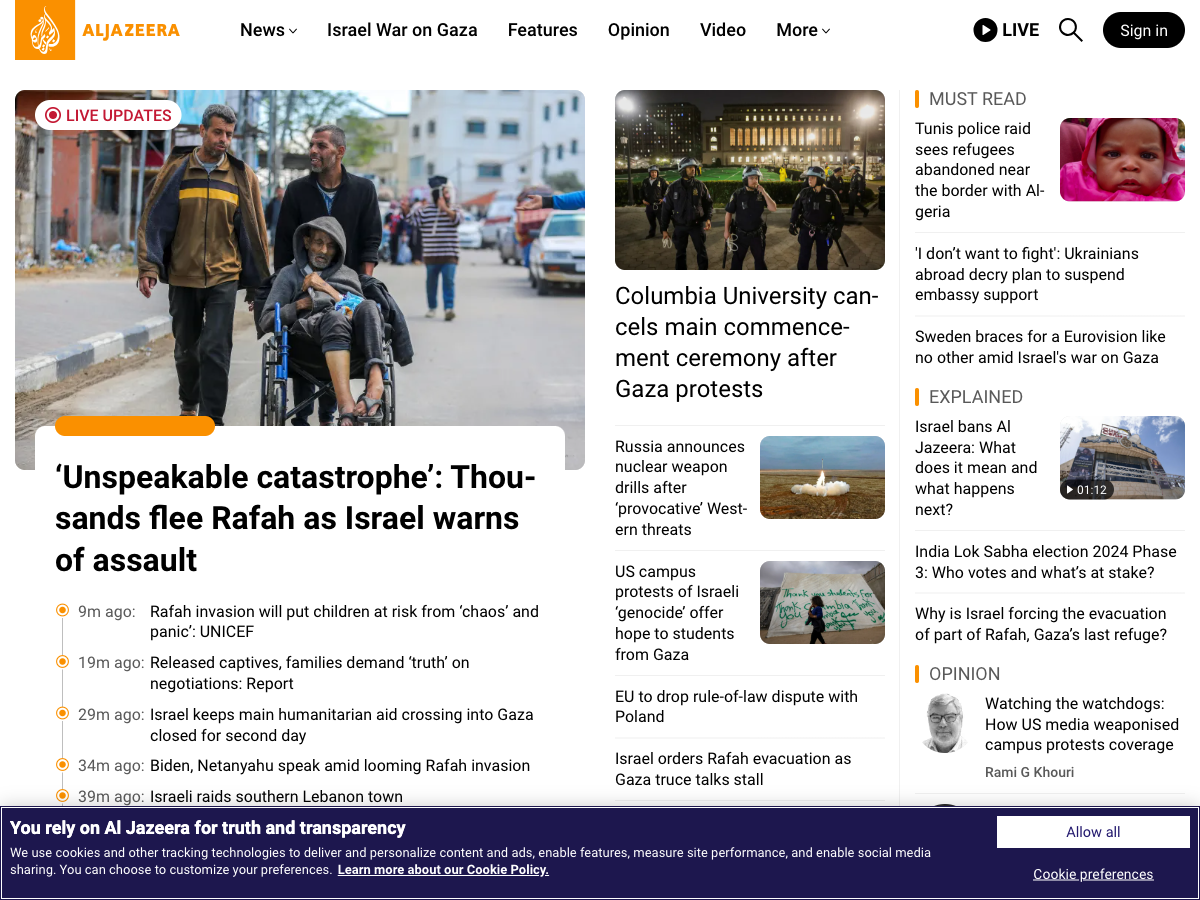 ALJAZEERA
News
Israel War on Gaza
Features
Opinion
Video
More
LIVE
Sign in
LIVE UPDATES
‘Unspeakable catastrophe’: Thou-
sands flee Rafah as Israel warns
of assault
9m ago: Rafah invasion will put children at risk from ‘chaos’ and
panic’: UNICEF
19m ago: Released captives, families demand ‘truth’ on
negotiations: Report
29m ago: Israel keeps main humanitarian aid crossing into Gaza
closed for second day
34m ago: Biden, Netanyahu speak amid looming Rafah invasion
39m ago: Israeli raids southern Lebanon town
Columbia University can-
cels main commence-
ment ceremony after
Gaza protests
Russia announces
nuclear weapon
drills after
‘provocative’ West-
ern threats
US campus
protests of Israeli
‘genocide’ offer
hope to students
from Gaza
EU to drop rule-of-law dispute with
Poland
Israel orders Rafah evacuation as
Gaza truce talks stall
MUST READ
Tunis police raid
sees refugees
abandoned near
the border with Al-
geria
'I don’t want to fight': Ukrainians
abroad decry plan to suspend
embassy support
Sweden braces for a Eurovision like
no other amid Israel's war on Gaza
EXPLAINED
Israel bans Al
Jazeera: What
does it mean and
what happens
next?
01:12
India Lok Sabha election 2024 Phase
3: Who votes and what’s at stake?
Why is Israel forcing the evacuation
of part of Rafah, Gaza’s last refuge?
OPINION
Watching the watchdogs:
How US media weaponised
campus protests coverage
Rami G Khouri
You rely on Al Jazeera for truth and transparency
We use cookies and other tracking technologies to deliver and personalize content and ads, enable features, measure site performance, and enable social media
sharing. You can choose to customize your preferences. Learn more about our Cookie Policy.
Allow all
Cookie preferences